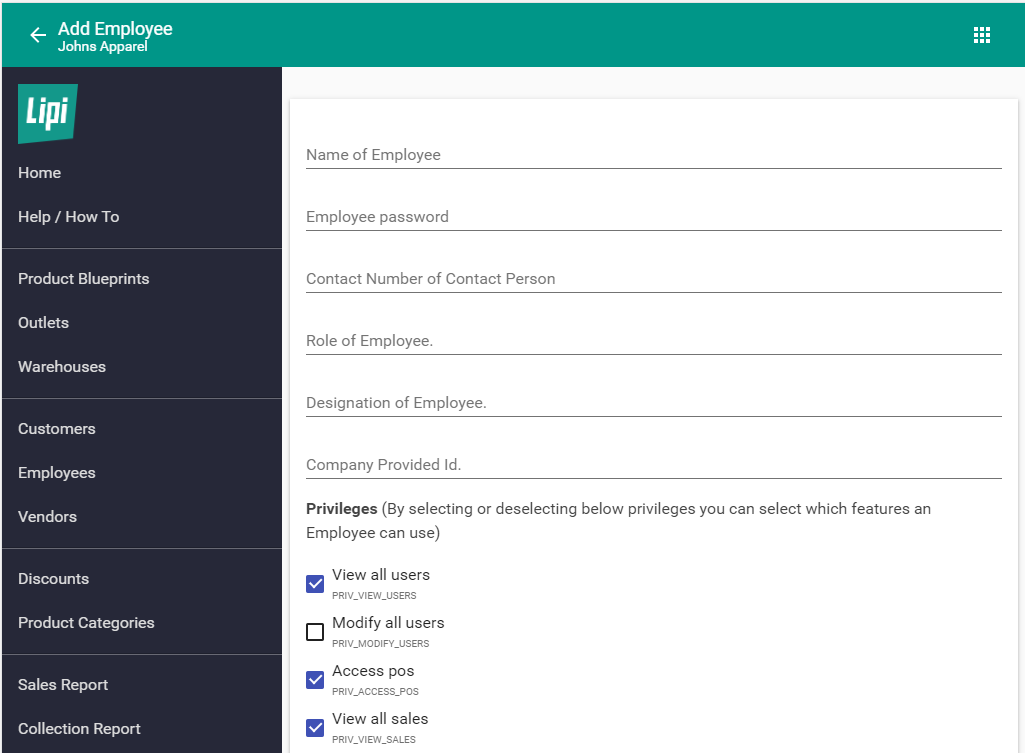 Add Employee
Johns Apparel
Lipi
Home
Help / How To
Product Blueprints
Outlets
Warehouses
Customers
Employees
Vendors
Discounts
Product Categories
Sales Report
Collection Report
Name of Employee
Employee password
Contact Number of Contact Person
Role of Employee.
Designation of Employee.
Company Provided Id.
Privileges (By selecting or deselecting below privileges you can select which features an
Employee can use)
View all users
PRIV_VIEW_USERS
Modify all users
PRIV_MODIFY_USERS
Access pos
PRIV_ACCESS_POS
View all sales
PRIV_VIEW_SALES